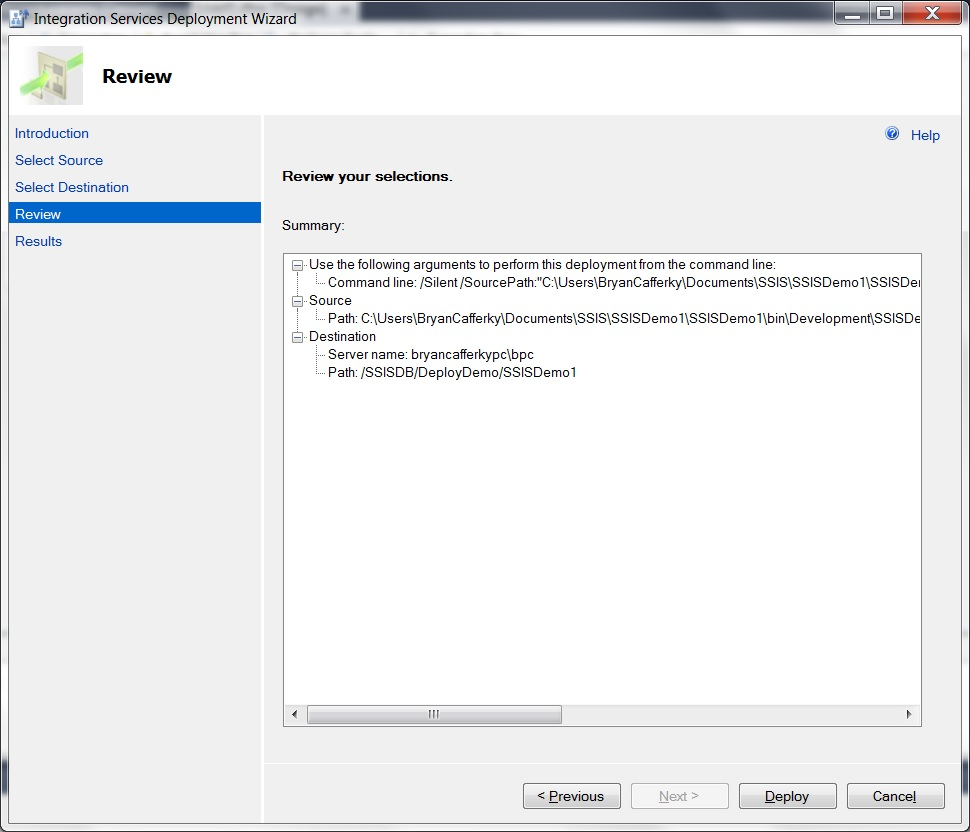 Integration Services Deployment Wizard
Review
Introduction
Select Source
Select Destination
Review
Results
Help
Review your selections.
Summary:
Use the following arguments to perform this deployment from the command line:
Command line: /Silent /SourcePath:"C:\Users\BryanCafferky\Documents\SSIS\SSISDemo1\SSISDe
Source
Path: C:\Users\BryanCafferky\Documents\SSIS\SSISDemo1\SSISDemo1\bin\Development\SSISDe
Destination
Server name: bryancafferkypc\bpc
Path: /SSISDB/DeployDemo/SSISDemo1
< Previous
Next >
Deploy
Cancel